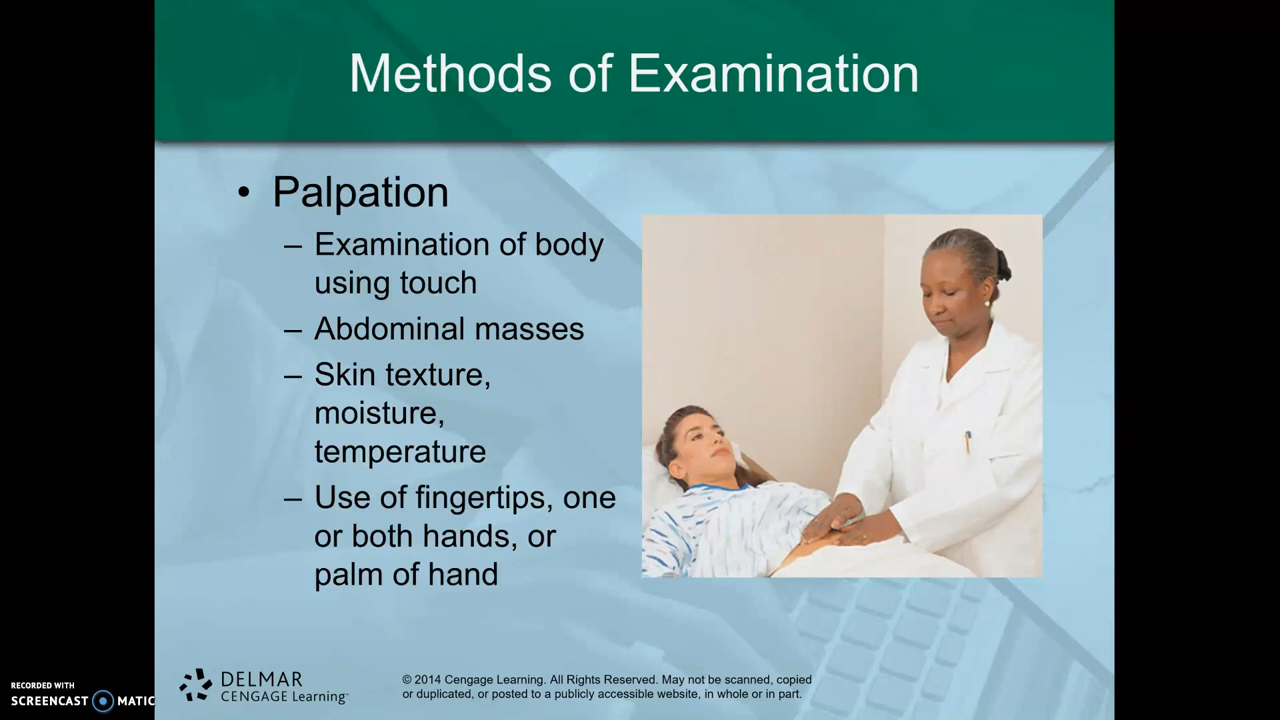 Methods of Examination
• Palpation
– Examination of body
using touch
– Abdominal masses
– Skin texture,
moisture,
temperature
– Use of fingertips, one
or both hands, or
palm of hand
DELMAR
CENGAGE Learning™
© 2014 Cengage Learning. All Rights Reserved. May not be scanned, copied
or duplicated, or posted to a publicly accessible website, in whole or in part.
RECORDED WITH
SCREENCAST MATIC